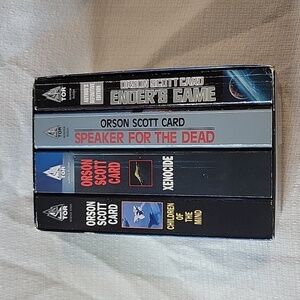 TOR
ORSON SCOTT CARD
ENDER'S GAME
TOR
ORSON SCOTT CARD
SPEAKER FOR THE DEAD
TOR
ORSON
SCOTT
CARD
XENOCIDE
TOR
ORSON
SCOTT
CARD
CHILDREN
OF THE
MIND